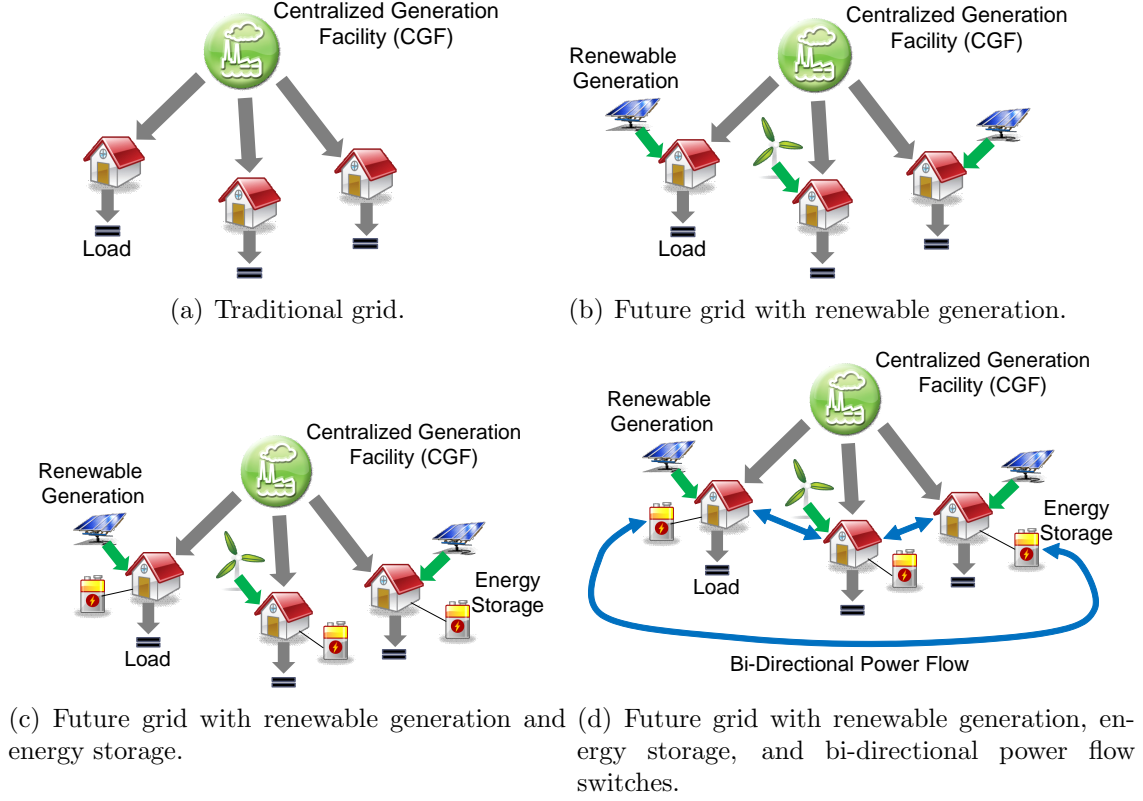 Centralized Generation
Facility (CGF)
Load
(a) Traditional grid.
Centralized Generation
Facility (CGF)
Renewable
Generation
Load
(b) Future grid with renewable generation.
Centralized Generation
Facility (CGF)
Renewable
Generation
Energy
Storage
Load
(c) Future grid with renewable generation and
energy storage.
Centralized Generation
Facility (CGF)
Renewable
Generation
Energy
Storage
Load
Bi-Directional Power Flow
(d) Future grid with renewable generation, en-
ergy storage, and bi-directional power flow
switches.